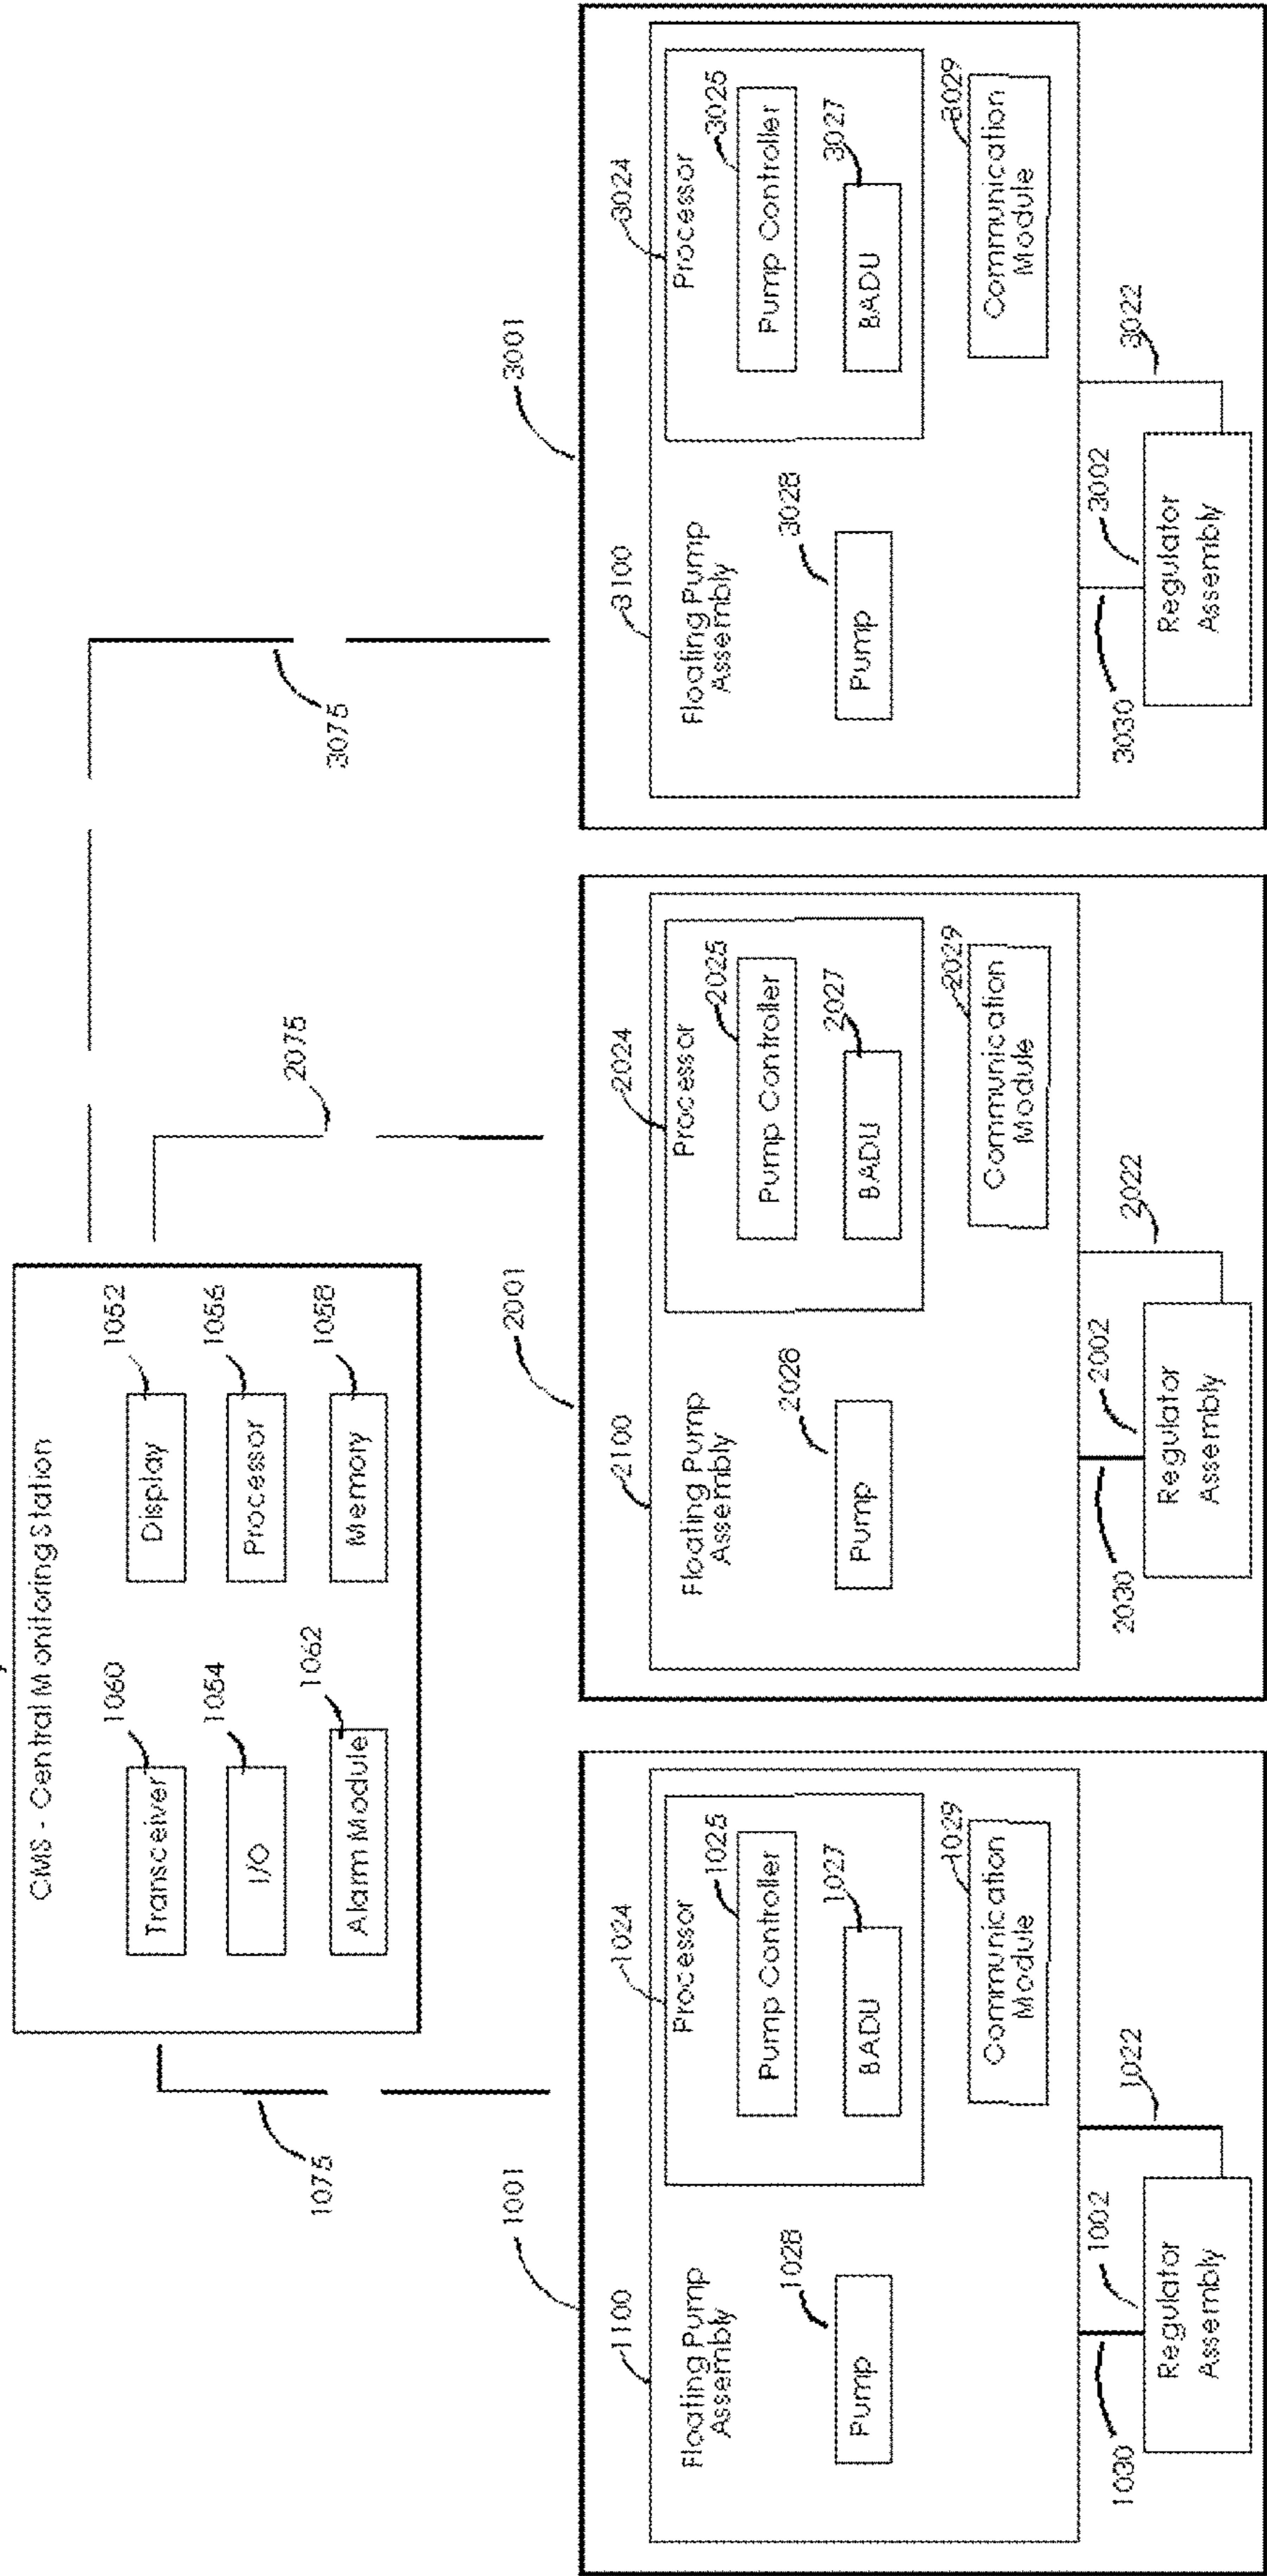 CMS - Central Monitoring Station
Transceiver
1060
Display
1052
I/O
1054
Processor
1056
Alarm Module
1062
Memory
1058
1075
2075
3075
1001
1100
Floating Pump
Assembly
1024
Processor
1028
Pump
Pump Controller
1025
BADU
1027
Communication
Module
1029
1030
1002
Regulator
Assembly
1022
2001
2100
Floating Pump
Assembly
2024
Processor
2028
Pump
Pump Controller
2025
BADU
2027
Communication
Module
2029
2030
2002
Regulator
Assembly
2022
3001
3100
Floating Pump
Assembly
3024
Processor
3028
Pump
Pump Controller
3025
BADU
3027
Communication
Module
3029
3030
3002
Regulator
Assembly
3022